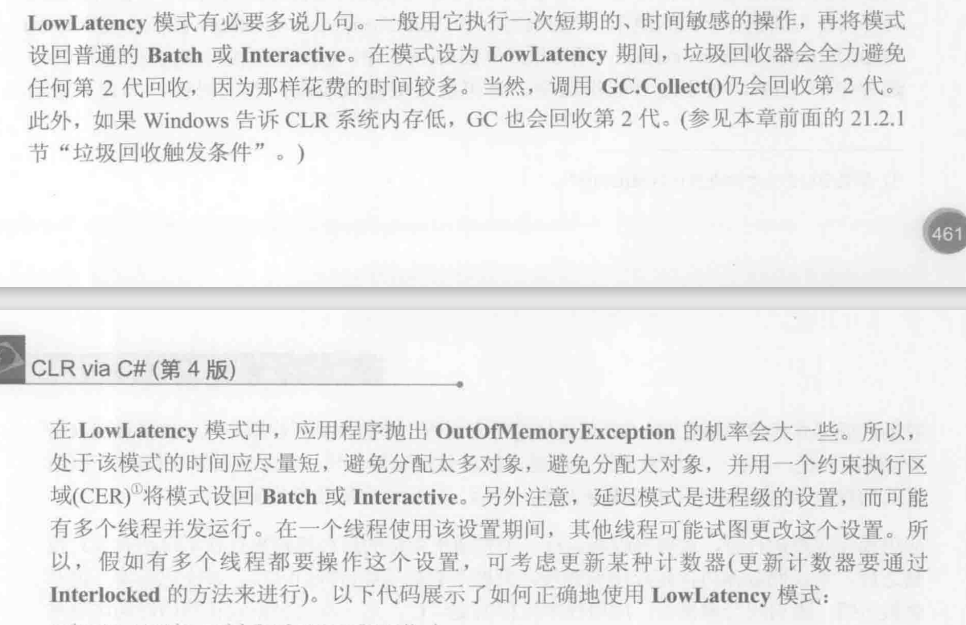 LowLatency 模式有必要多说几句。一般用它执行一次短期的、时间敏感的操作，再将模式
设回普通的 Batch 或 Interactive。在模式设为 LowLatency 期间，垃圾回收器会全力避免
任何第 2 代回收，因为那样花费的时间较多。当然，调用 GC.Collect()仍会回收第 2 代。
此外，如果 Windows 告诉 CLR 系统内存低，GC 也会回收第 2 代。(参见本章前面的 21.2.1
节“垃圾回收触发条件”。)
461
CLR via C# (第 4 版)
在 LowLatency 模式中，应用程序抛出 OutOfMemoryException 的机率会大一些。所以，
处于该模式的时间应尽量短，避免分配太多对象，避免分配大对象，并用一个约束执行区
域(CER)①将模式设回 Batch 或 Interactive。另外注意，延迟模式是进程级的设置，而可能
有多个线程并发运行。在一个线程使用该设置期间，其他线程可能试图更改这个设置。所
以，假如有多个线程都要操作这个设置，可考虑更新某种计数器(更新计数器要通过
Interlocked 的方法来进行)。以下代码展示了如何正确地使用 LowLatency 模式：